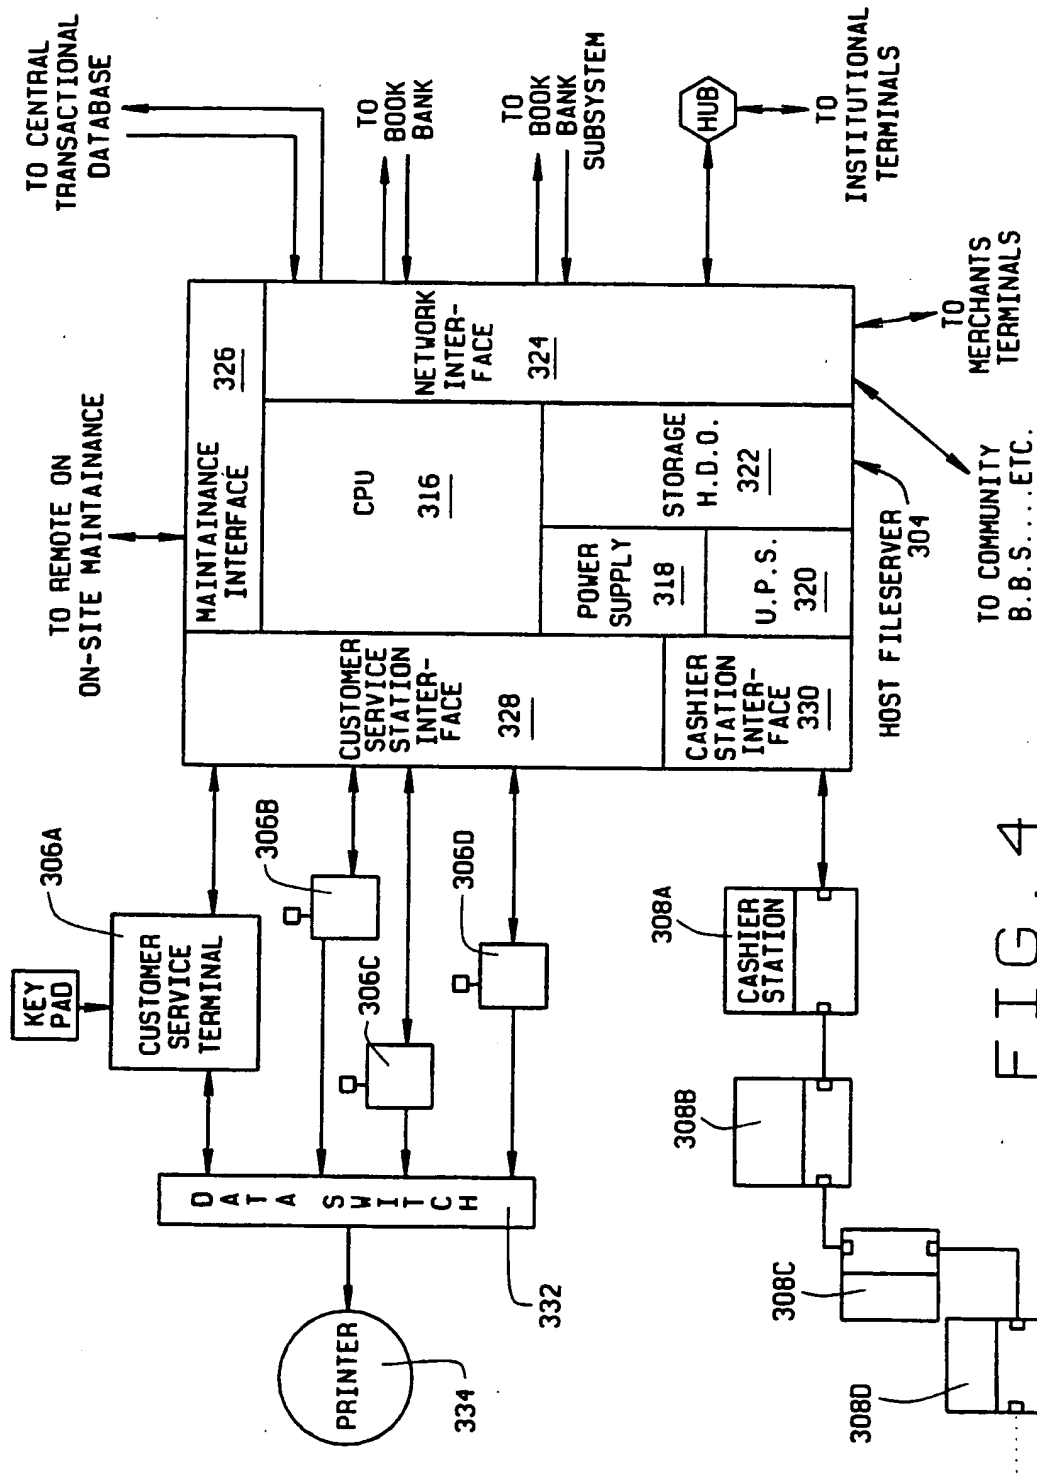 TO CENTRAL
TRANSACTIONAL
DATABASE
TO
BOOK
BANK
TO
BOOK
BANK
SUBSYSTEM
HUB
TO
INSTITUTIONAL
TERMINALS
TO REMOTE ON
ON-SITE MAINTAINANCE
MAINTAINANCE
INTERFACE
326
NETWORK
INTER-
FACE
324
CPU
316
STORAGE
H.D.O.
322
POWER
SUPPLY
318
U.P.S.
320
CUSTOMER
SERVICE
STATION
INTER-
FACE
328
CASHIER
STATION
INTER-
FACE
330
TO
MERCHANTS
TERMINALS
TO COMMUNITY
B.B.S....ETC.
HOST FILESERVER
304
306A
KEY
PAD
CUSTOMER
SERVICE
TERMINAL
306B
306C
306D
DATA SWITCH
332
PRINTER
334
308A
CASHIER
STATION
308B
308C
308D
FIG. 4